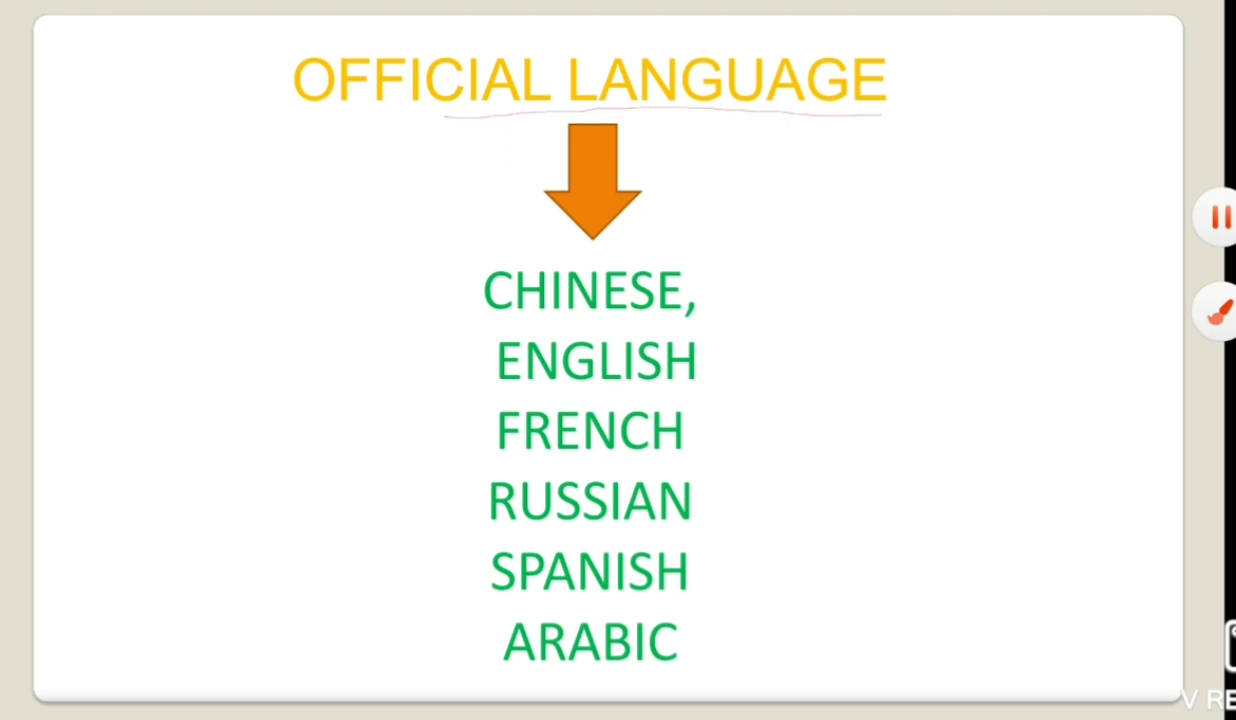 OFFICIAL LANGUAGE
CHINESE,
ENGLISH
FRENCH
RUSSIAN
SPANISH
ARABIC